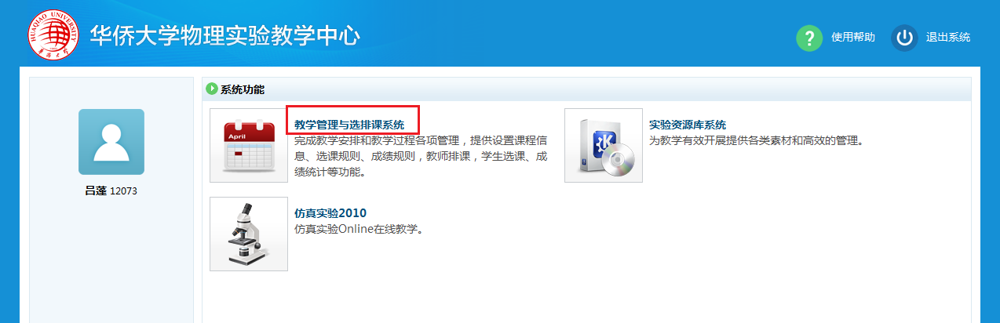 HUAQIAO UNIVERSITY
华侨大学
华侨大学物理实验教学中心
使用帮助
退出系统
吕蓬 12073
系统功能
April
教学管理与选排课系统
完成教学安排和教学过程各项管理，提供设置课程信
息、选课规则、成绩规则，教师排课，学生选课、成
绩统计等功能。
实验资源库系统
为教学有效开展提供各类素材和高效的管理。
仿真实验2010
仿真实验Online在线教学。